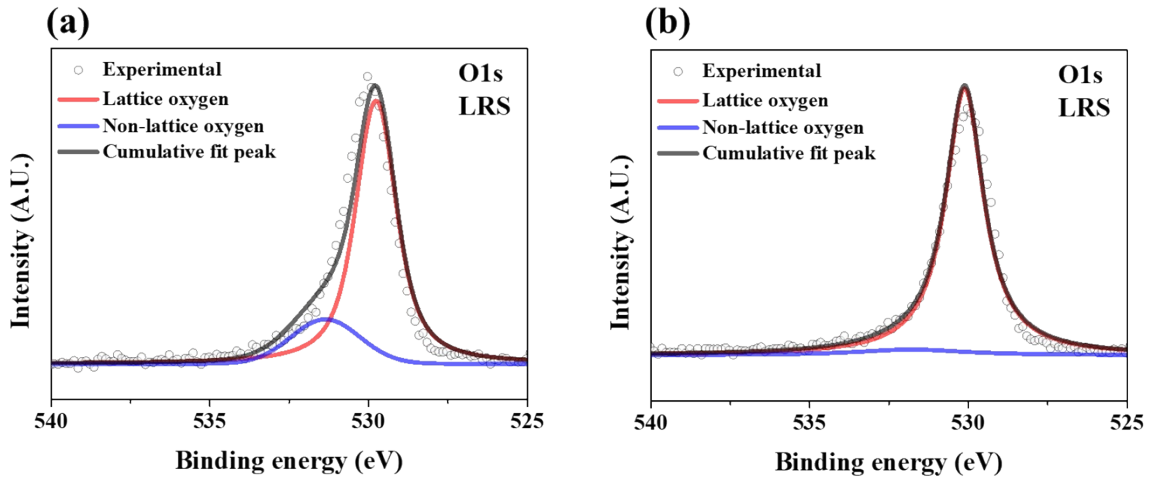 (a)
Experimental
Lattice oxygen
Non-lattice oxygen
Cumulative fit peak
O1s
LRS
Intensity (A.U.)
540
535
530
525
Binding energy (eV)
(b)
Experimental
Lattice oxygen
Non-lattice oxygen
Cumulative fit peak
O1s
LRS
Intensity (A.U.)
540
535
530
525
Binding energy (eV)